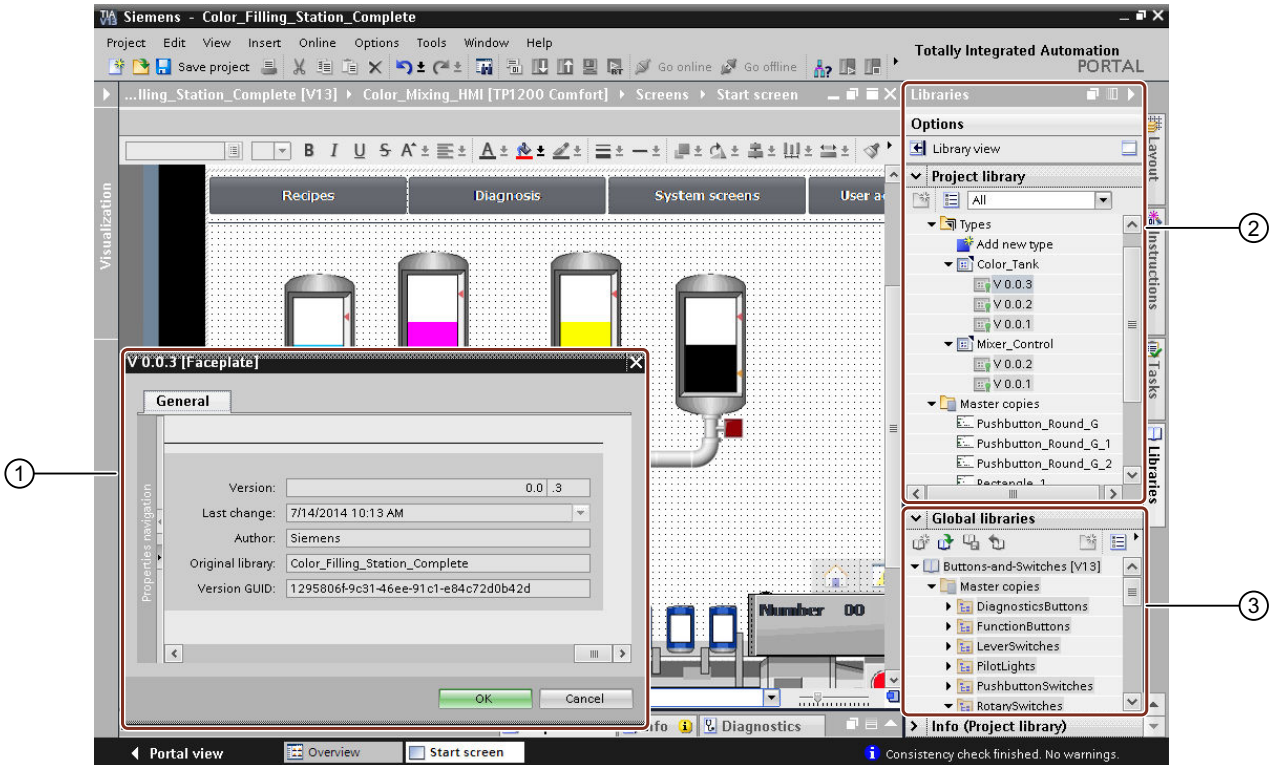 Siemens - Color_Filling_Station_Complete
Project Edit View Insert Online Options Tools Window Help
Totally Integrated Automation
PORTAL
Save project
Go online
Go offline
...lling_Station_Complete [V13] Color_Mixing_HMI [TP1200 Comfort] Screens Start screen
Libraries
Options
Library view
Layout
B I U S A A
Visualization
Recipes Diagnosis System screens User a
Project library
All
Types
Add new type
Color_Tank
V 0.0.3
V 0.0.2
V 0.0.1
Mixer_Control
V 0.0.2
V 0.0.1
Master copies
Pushbutton_Round_G
Pushbutton_Round_G_1
Pushbutton_Round_G_2
Rectangle_1
Instructions
Tasks
Libraries
2
V 0.0.3 [Faceplate]
General
Properties navigation
Version: 0.0 .3
Last change: 7/14/2014 10:13 AM
Author: Siemens
Original library: Color_Filling_Station_Complete
Version GUID: 1295806f-9c31-46ee-91c1-e84c72d0b42d
OK Cancel
1
Number 00
Global libraries
Buttons-and-Switches [V13]
Master copies
DiagnosticsButtons
FunctionButtons
LeverSwitches
PilotLights
PushbuttonSwitches
RotarySwitches
3
Diagnostics
Info (Project library)
Portal view
Overview
Start screen
Consistency check finished. No warnings.